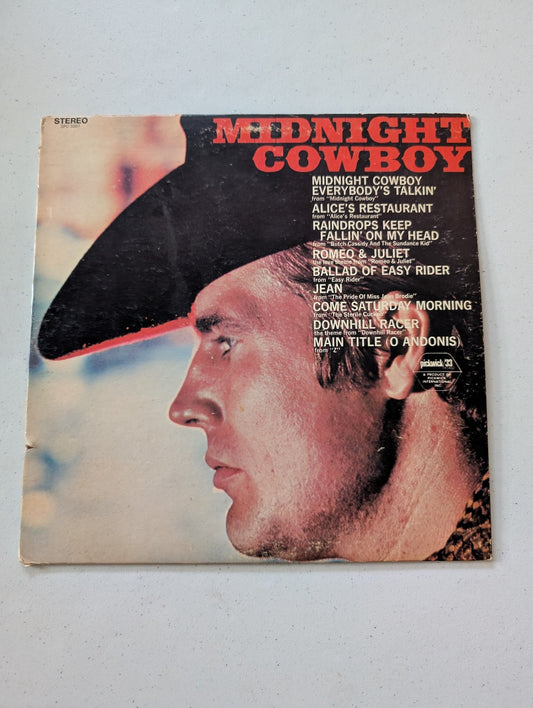 STEREO
MIDNIGHT
COWBOY
MIDNIGHT COWBOY
EVERYBODY'S TALKIN'
from "Midnight Cowboy"
ALICE'S RESTAURANT
from "Alice's Restaurant"
RAINDROPS KEEP
FALLIN' ON MY HEAD
from "Butch Cassidy And The Sundance Kid"
ROMEO & JULIET
the love theme from "Romeo & Juliet"
BALLAD OF EASY RIDER
from "Easy Rider"
JEAN
from "The Pride Of Miss Jean Brodie"
COME SATURDAY MORNING
from "The Sterile Cuckoo"
DOWNHILL RACER
the theme from "Downhill Racer"
MAIN TITLE (O ANDONIS)
from "Z"
pickwick/33
A PRODUCT OF
PICKWICK
INTERNATIONAL
INC.